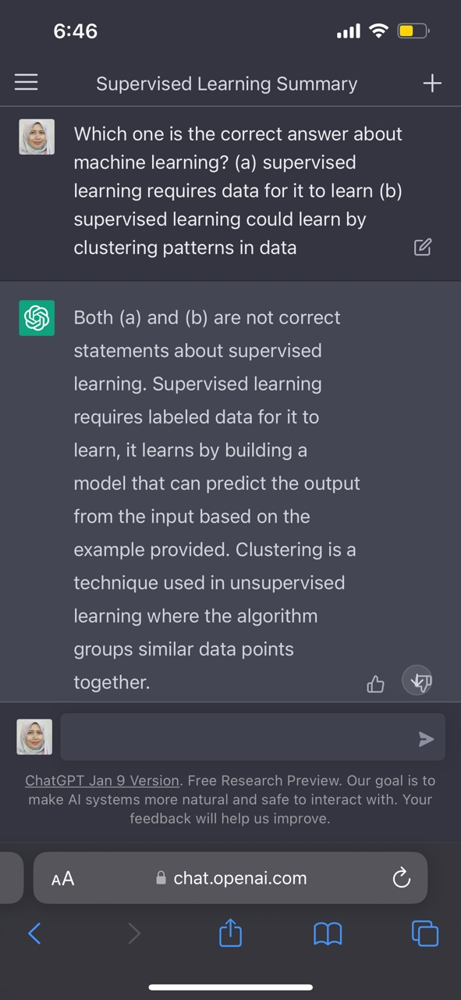 6:46
Supervised Learning Summary
Which one is the correct answer about
machine learning? (a) supervised
learning requires data for it to learn (b)
supervised learning could learn by
clustering patterns in data
Both (a) and (b) are not correct
statements about supervised
learning. Supervised learning
requires labeled data for it to
learn, it learns by building a
model that can predict the output
from the input based on the
example provided. Clustering is a
technique used in unsupervised
learning where the algorithm
groups similar data points
together.
ChatGPT Jan 9 Version. Free Research Preview. Our goal is to
make AI systems more natural and safe to interact with. Your
feedback will help us improve.
AA chat.openai.com